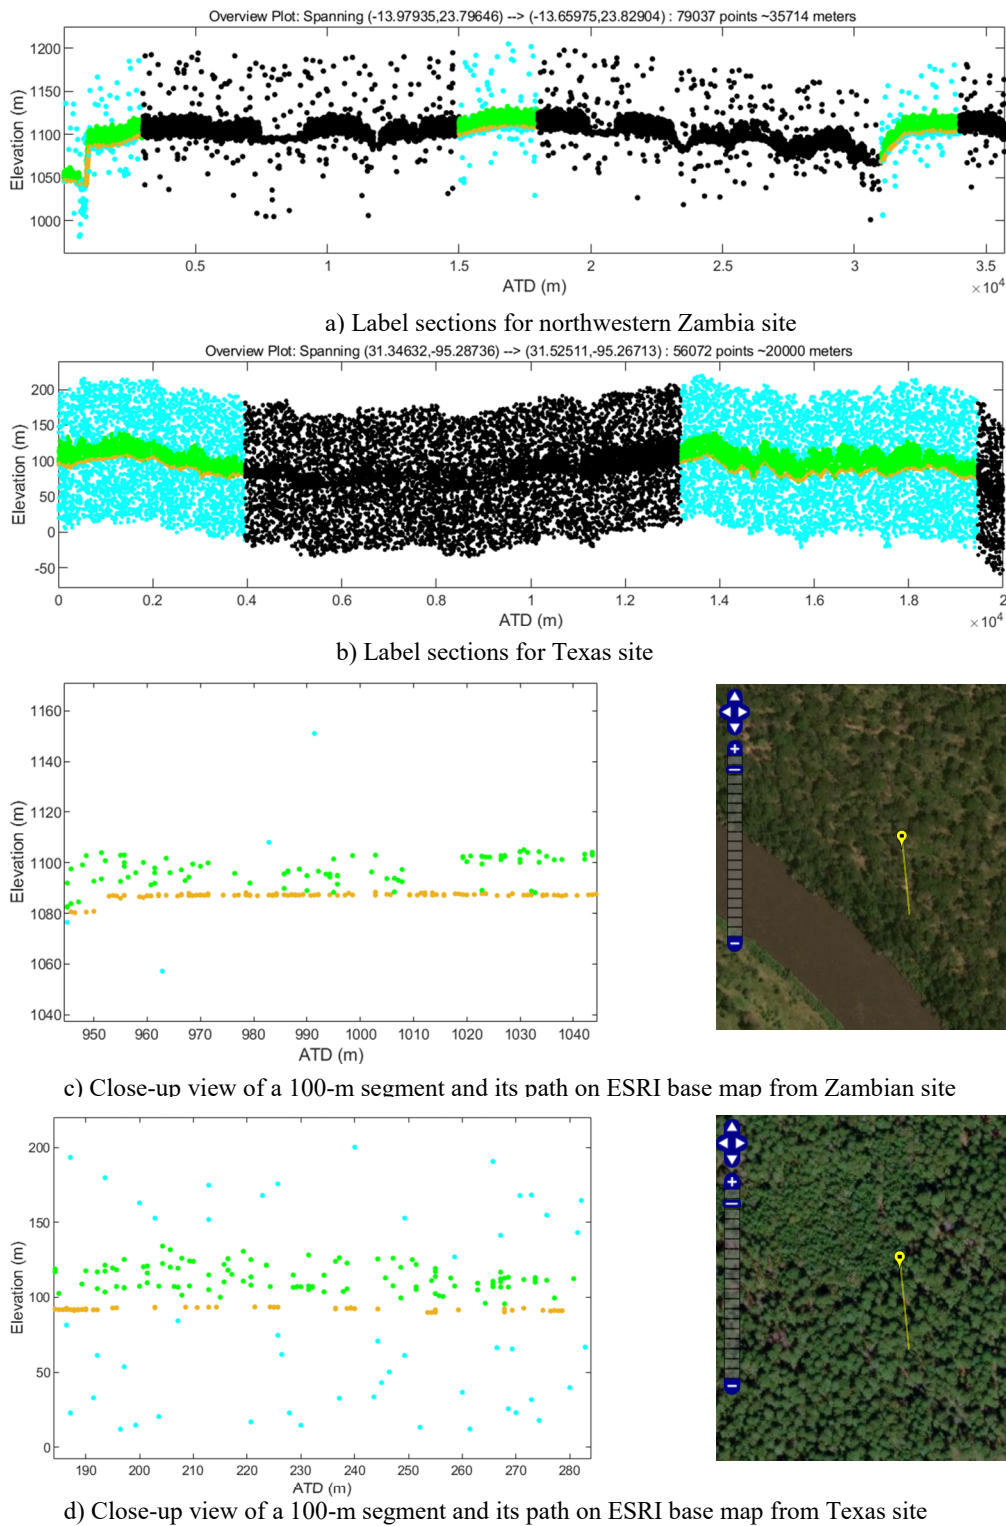 Overview Plot: Spanning (-13.97935,23.79646) --> (-13.65975,23.82904) : 79037 points ~35714 meters
1200
1150
1100
1050
1000
Elevation (m)
0.5 1 1.5 2 2.5 3 3.5
ATD (m)
×10⁴
a) Label sections for northwestern Zambia site
Overview Plot: Spanning (31.34632,-95.28736) --> (31.52511,-95.26713) : 56072 points ~20000 meters
200
150
100
50
0
-50
Elevation (m)
0 0.2 0.4 0.6 0.8 1 1.2 1.4 1.6 1.8 2
ATD (m)
×10⁴
b) Label sections for Texas site
1160
1140
1120
1100
1080
1060
1040
Elevation (m)
950 960 970 980 990 1000 1010 1020 1030 1040
ATD (m)
c) Close-up view of a 100-m segment and its path on ESRI base map from Zambian site
200
150
100
50
0
Elevation (m)
190 200 210 220 230 240 250 260 270 280
ATD (m)
d) Close-up view of a 100-m segment and its path on ESRI base map from Texas site